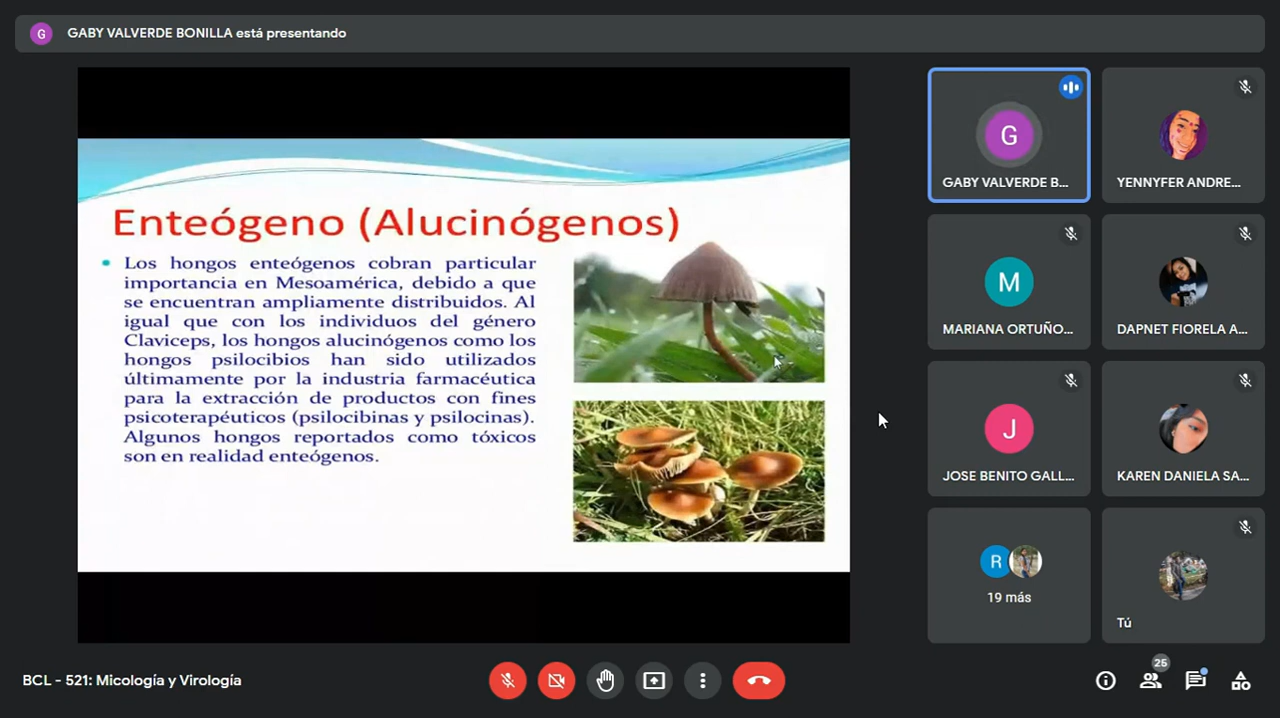 G
GABY VALVERDE BONILLA está presentando
Enteógeno (Alucinógenos)
Los hongos enteógenos cobran particular
importancia en Mesoamérica, debido a que
se encuentran ampliamente distribuidos. Al
igual que con los individuos del género
Claviceps, los hongos alucinógenos como los
hongos psilocibios han sido utilizados
últimamente por la industria farmacéutica
para la extracción de productos con fines
psicoterapéuticos (psilocibinas y psilocinas).
Algunos hongos reportados como tóxicos
son en realidad enteógenos.
G
GABY VALVERDE B...
YENNYFER ANDRE...
M
MARIANA ORTUÑO...
DAPNET FIORELA A...
J
JOSE BENITO GALL...
KAREN DANIELA SA...
R
19 más
Tú
BCL - 521: Micología y Virología
25